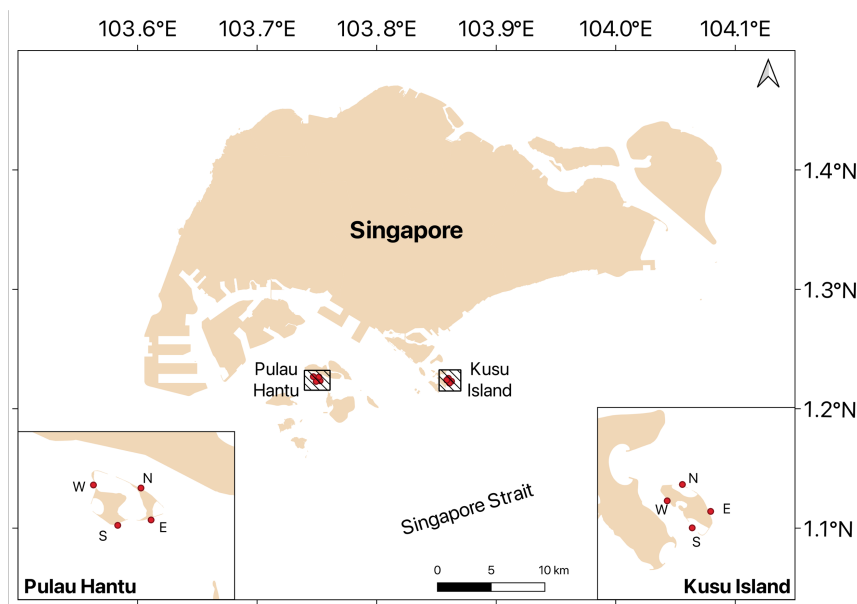 103.6°E 103.7°E 103.8°E 103.9°E 104.0°E 104.1°E
1.4°N
Singapore
1.3°N
Pulau
Hantu
Kusu
Island
1.2°N
W
N
S
E
Pulau Hantu
Singapore Strait
0 5 10 km
N
W
E
S
Kusu Island
1.1°N